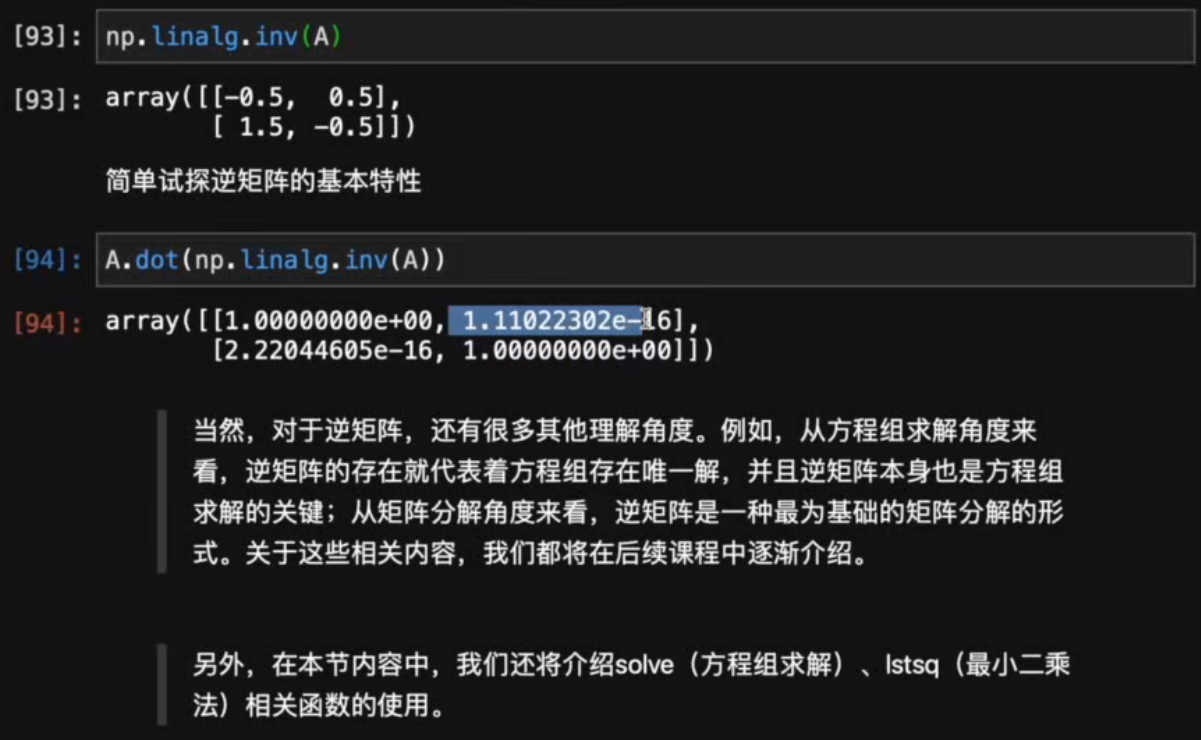 [93]: np.linalg.inv(A)
[93]: array([[-0.5,  0.5],
[ 1.5, -0.5]])
简单试探逆矩阵的基本特性
[94]: A.dot(np.linalg.inv(A))
[94]: array([[1.00000000e+00, 1.11022302e-16],
[2.22044605e-16, 1.00000000e+00]])
当然，对于逆矩阵，还有很多其他理解角度。例如，从方程组求解角度来
看，逆矩阵的存在就代表着方程组存在唯一解，并且逆矩阵本身也是方程组
求解的关键；从矩阵分解角度来看，逆矩阵是一种最为基础的矩阵分解的形
式。关于这些相关内容，我们都将在后续课程中逐渐介绍。
另外，在本节内容中，我们还将介绍solve（方程组求解）、lstsq（最小二乘
法）相关函数的使用。